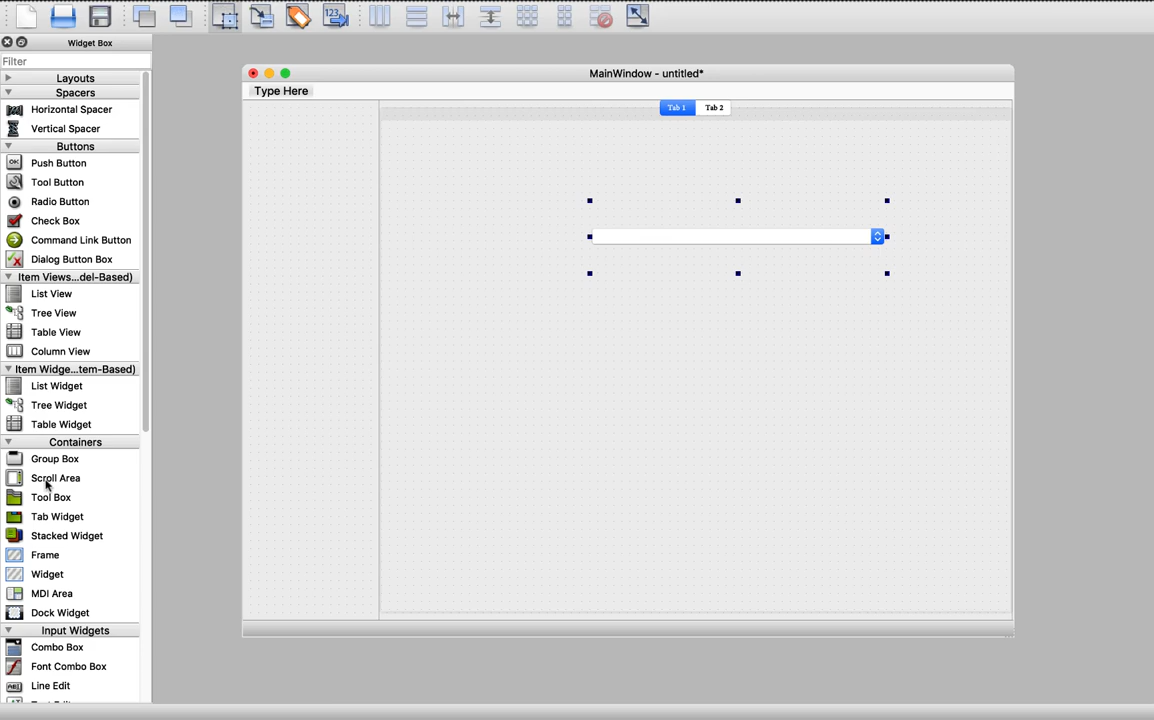 123
Widget Box
Filter
Layouts
Spacers
Horizontal Spacer
Vertical Spacer
Buttons
OK Push Button
Tool Button
Radio Button
Check Box
Command Link Button
Dialog Button Box
Item Views...del-Based)
List View
Tree View
Table View
Column View
Item Widge...tem-Based)
List Widget
Tree Widget
Table Widget
Containers
Group Box
Scroll Area
Tool Box
Tab Widget
Stacked Widget
Frame
Widget
MDI Area
Dock Widget
Input Widgets
Combo Box
Font Combo Box
Line Edit
MainWindow - untitled*
Type Here
Tab 1 Tab 2